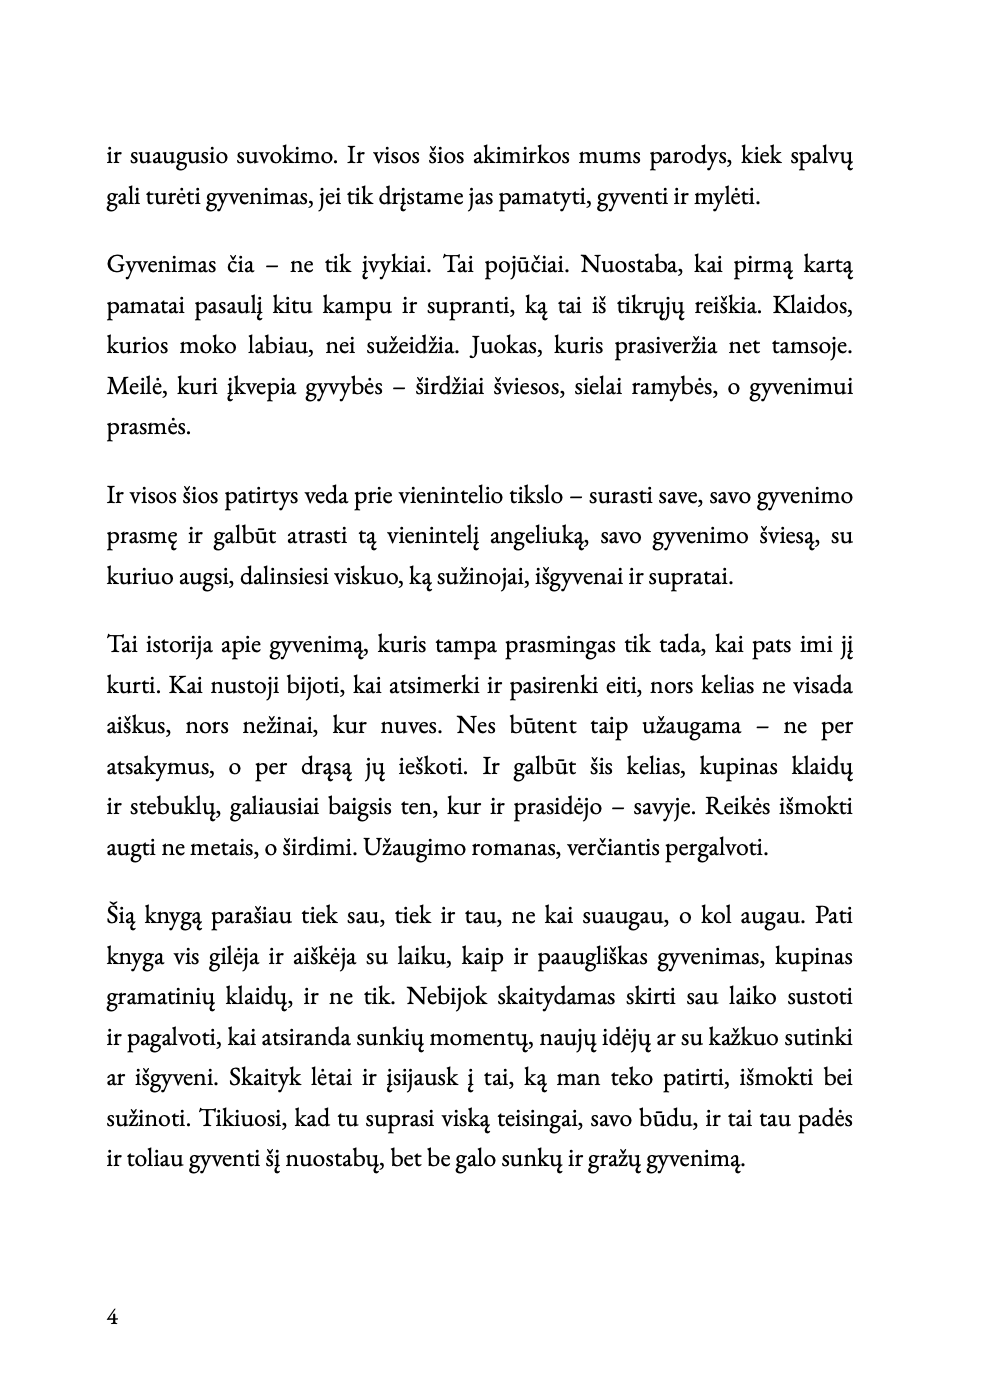 ir suaugusio suvokimo. Ir visos šios akimirkos mums parodys, kiek spalvų
gali turėti gyvenimas, jei tik drįstame jas pamatyti, gyventi ir mylėti.
Gyvenimas čia – ne tik įvykiai. Tai pojūčiai. Nuostaba, kai pirmą kartą
pamatai pasaulį kitu kampu ir supranti, ką tai iš tikrųjų reiškia. Klaidos,
kurios moko labiau, nei sužeidžia. Juokas, kuris prasiveržia net tamsoje.
Meilė, kuri įkvepia gyvybės – širdžiai šviesos, sielai ramybės, o gyvenimui
prasmės.
Ir visos šios patirtys veda prie vienintelio tikslo – surasti save, savo gyvenimo
prasmę ir galbūt atrasti tą vienintelį angeliuką, savo gyvenimo šviesą, su
kuriuo augsi, dalinsiesi viskuo, ką sužinojai, išgyvenai ir supratai.
Tai istorija apie gyvenimą, kuris tampa prasmingas tik tada, kai pats imi jį
kurti. Kai nustoji bijoti, kai atsimerki ir pasirenki eiti, nors kelias ne visada
aiškus, nors nežinai, kur nuves. Nes būtent taip užaugama – ne per
atsakymus, o per drąsą jų ieškoti. Ir galbūt šis kelias, kupinas klaidų
ir stebuklų, galiausiai baigsis ten, kur ir prasidėjo – savyje. Reikės išmokti
augti ne metais, o širdimi. Užaugimo romanas, verčiantis pergalvoti.
Šią knygą parašiau tiek sau, tiek ir tau, ne kai suaugau, o kol augau. Pati
knyga vis gilėja ir aiškėja su laiku, kaip ir paaugliškas gyvenimas, kupinas
gramatinių klaidų, ir ne tik. Nebijok skaitydamas skirti sau laiko sustoti
ir pagalvoti, kai atsiranda sunkių momentų, naujų idėjų ar su kažkuo sutinki
ar išgyveni. Skaityk lėtai ir įsijausk į tai, ką man teko patirti, išmokti bei
sužinoti. Tikiuosi, kad tu suprasi viską teisingai, savo būdu, ir tai tau padės
ir toliau gyventi šį nuostabų, bet be galo sunkų ir gražų gyvenimą.
4